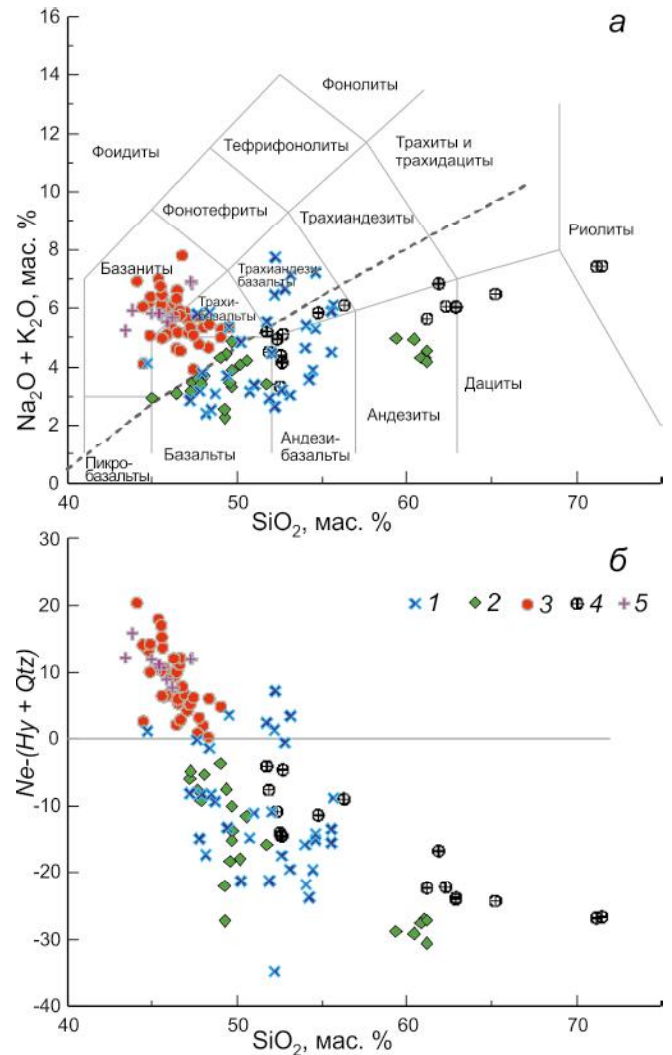 а
16
14
12
10
8
6
4
2
0
Na₂O + K₂O, мас. %
Фонолиты
Тефрифонолиты
Фоидиты
Трахиты и
трахидациты
Фонотефриты
Трахиандезиты
Риолиты
Базаниты
Трахиандези
базальты
Трахи-
базальты
Дациты
Андезиты
Андези-
базальты
Базальты
Пикро-
базальты
40 50 60 70
SiO₂, мас. %
б
30
20
10
0
-10
-20
-30
-40
Ne-(Hy + Qtz)
1 2 3 4 5
40 50 60 70
SiO₂, мас. %